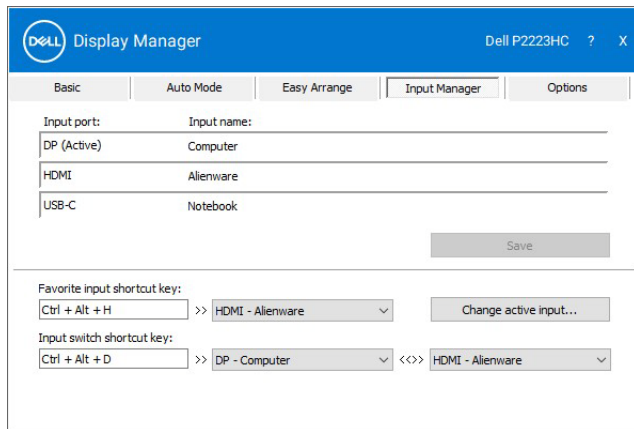 DELL Display Manager Dell P2223HC ? X
Basic Auto Mode Easy Arrange Input Manager Options
Input port: Input name:
DP (Active) Computer
HDMI Alienware
USB-C Notebook
Save
Favorite input shortcut key:
Ctrl + Alt + H >> HDMI - Alienware Change active input...
Input switch shortcut key:
Ctrl + Alt + D >> DP - Computer <<>> HDMI - Alienware